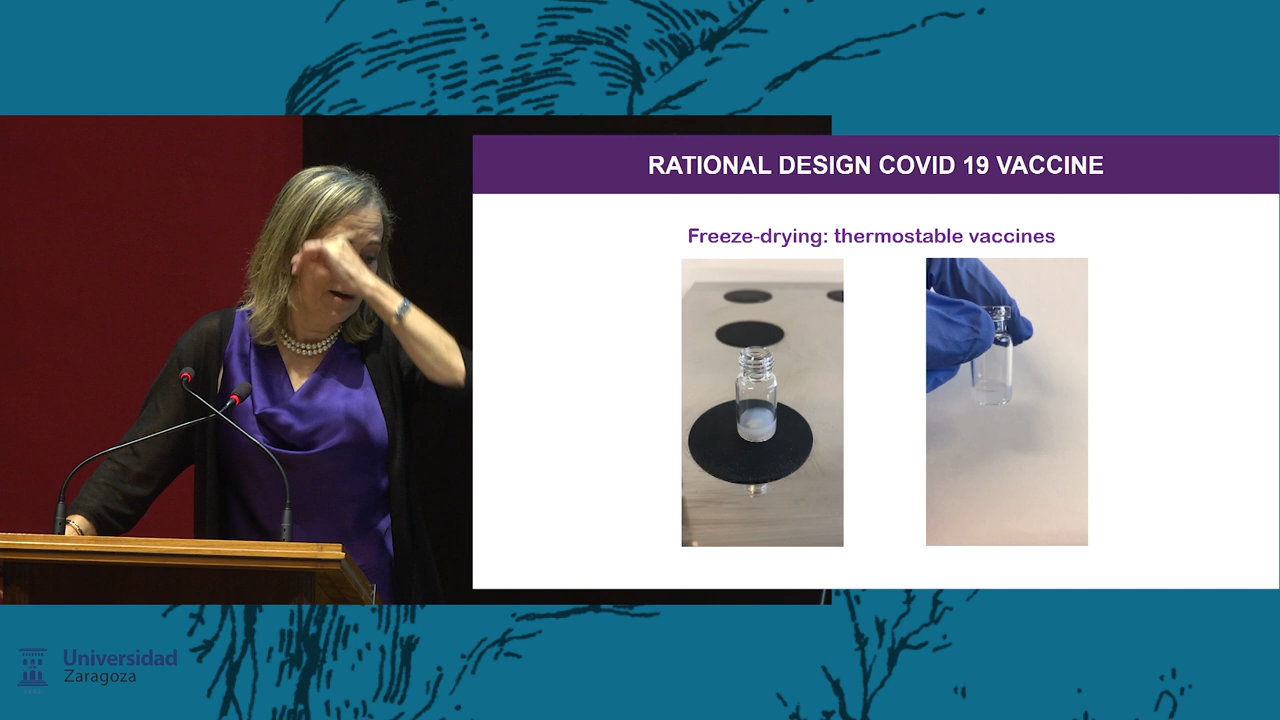 RATIONAL DESIGN COVID 19 VACCINE
Freeze-drying: thermostable vaccines
Universidad
Zaragoza